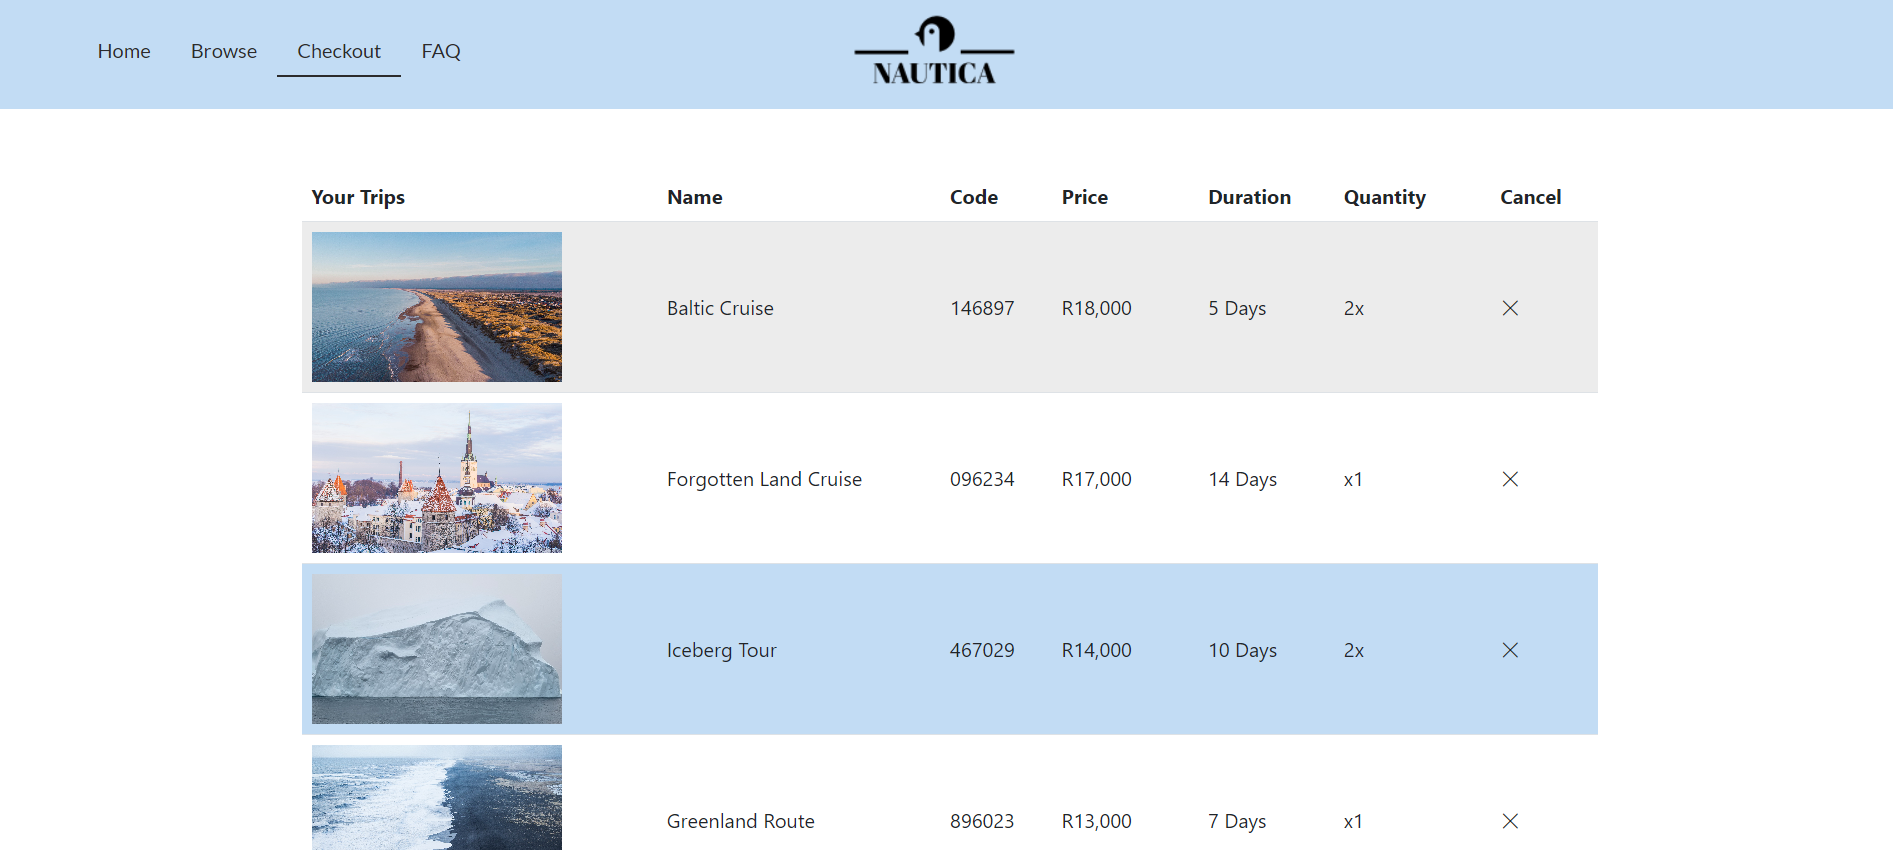 Home Browse Checkout FAQ
NAUTICA
Your Trips Name Code Price Duration Quantity Cancel
Baltic Cruise 146897 R18,000 5 Days 2x
Forgotten Land Cruise 096234 R17,000 14 Days x1
Iceberg Tour 467029 R14,000 10 Days 2x
Greenland Route 896023 R13,000 7 Days x1